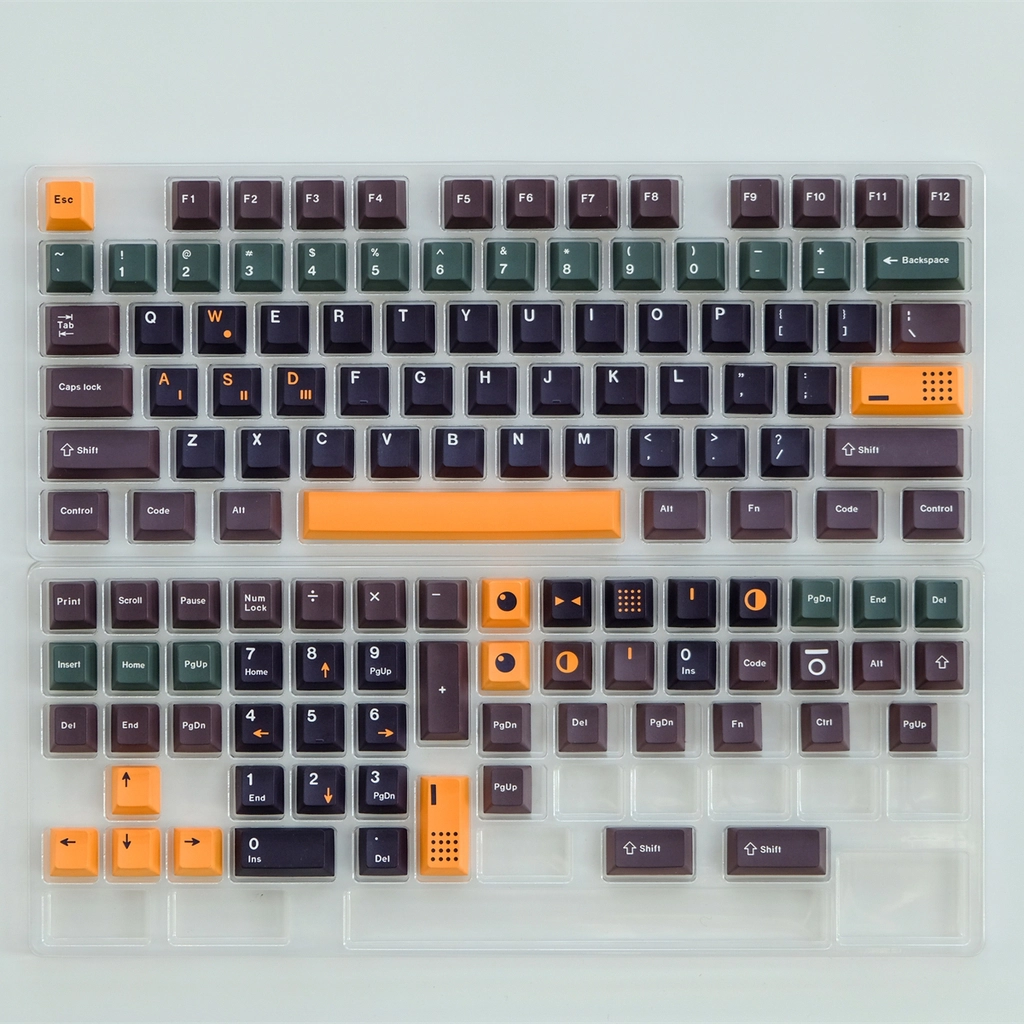 Esc F1 F2 F3 F4 F5 F6 F7 F8 F9 F10 F11 F12
~ ! @ # $ % ^ & * ( ) – +
` 1 2 3 4 5 6 7 8 9 0 - = ← Backspace
Tab Q W E R T Y U I O P { } ¦
[ ] \
Caps lock A S D F G H J K L " :
I II III , ;
⇧ Shift Z X C V B N M < > ? ⇧ Shift
, . /
Control Code Alt Alt Fn Code Control
Print Scroll Pause Num Lock ÷ × − PgDn End Del
Insert Home PgUp 7 Home 8 ↑ 9 PgUp + 0 Ins Code Alt ⇧
Del End PgDn 4 ← 5 6 → PgDn Del PgDn Fn Ctrl PgUp
↑ 1 End 2 ↓ 3 PgDn PgUp
← ↓ → 0 Ins . Del ⇧ Shift ⇧ Shift